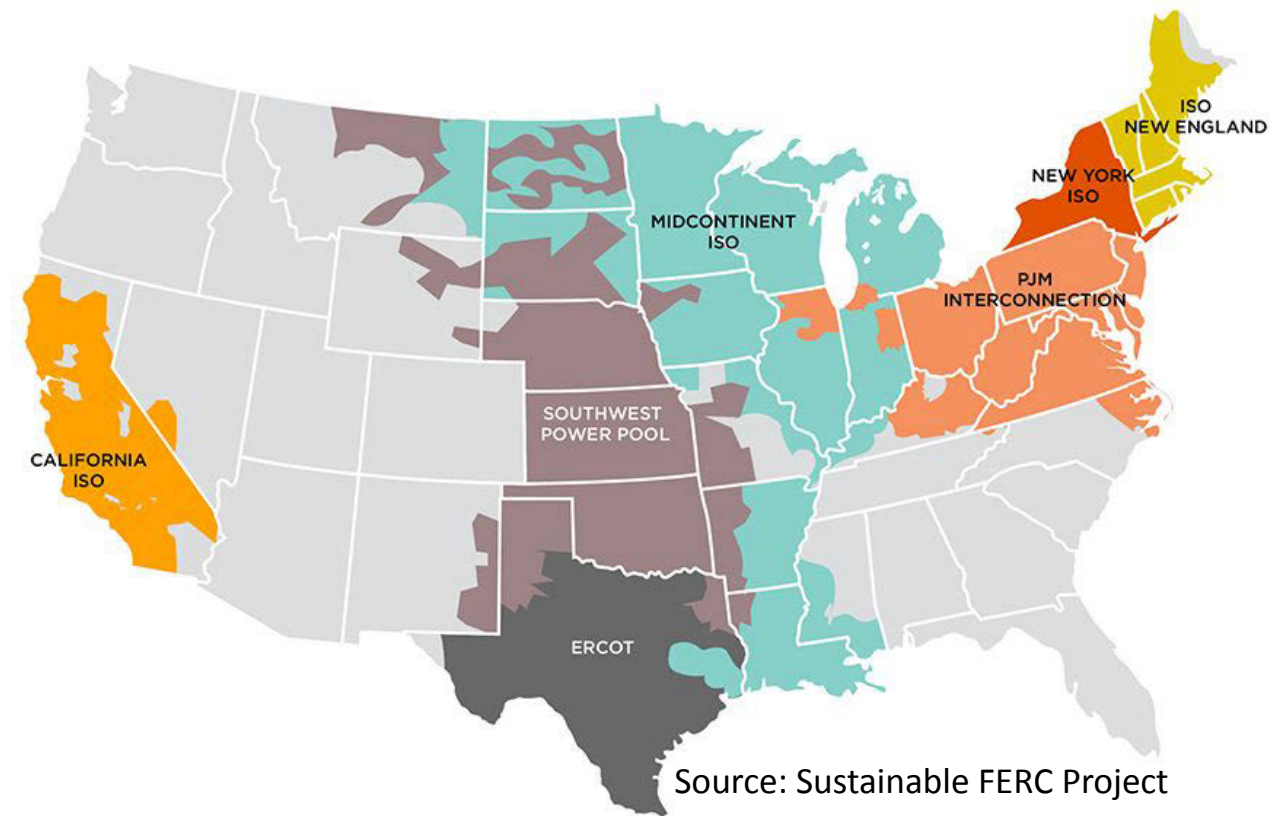 ISO
NEW ENGLAND
NEW YORK
ISO
MIDCONTINENT
ISO
PJM
INTERCONNECTION
SOUTHWEST
POWER POOL
CALIFORNIA
ISO
ERCOT
Source: Sustainable FERC Project